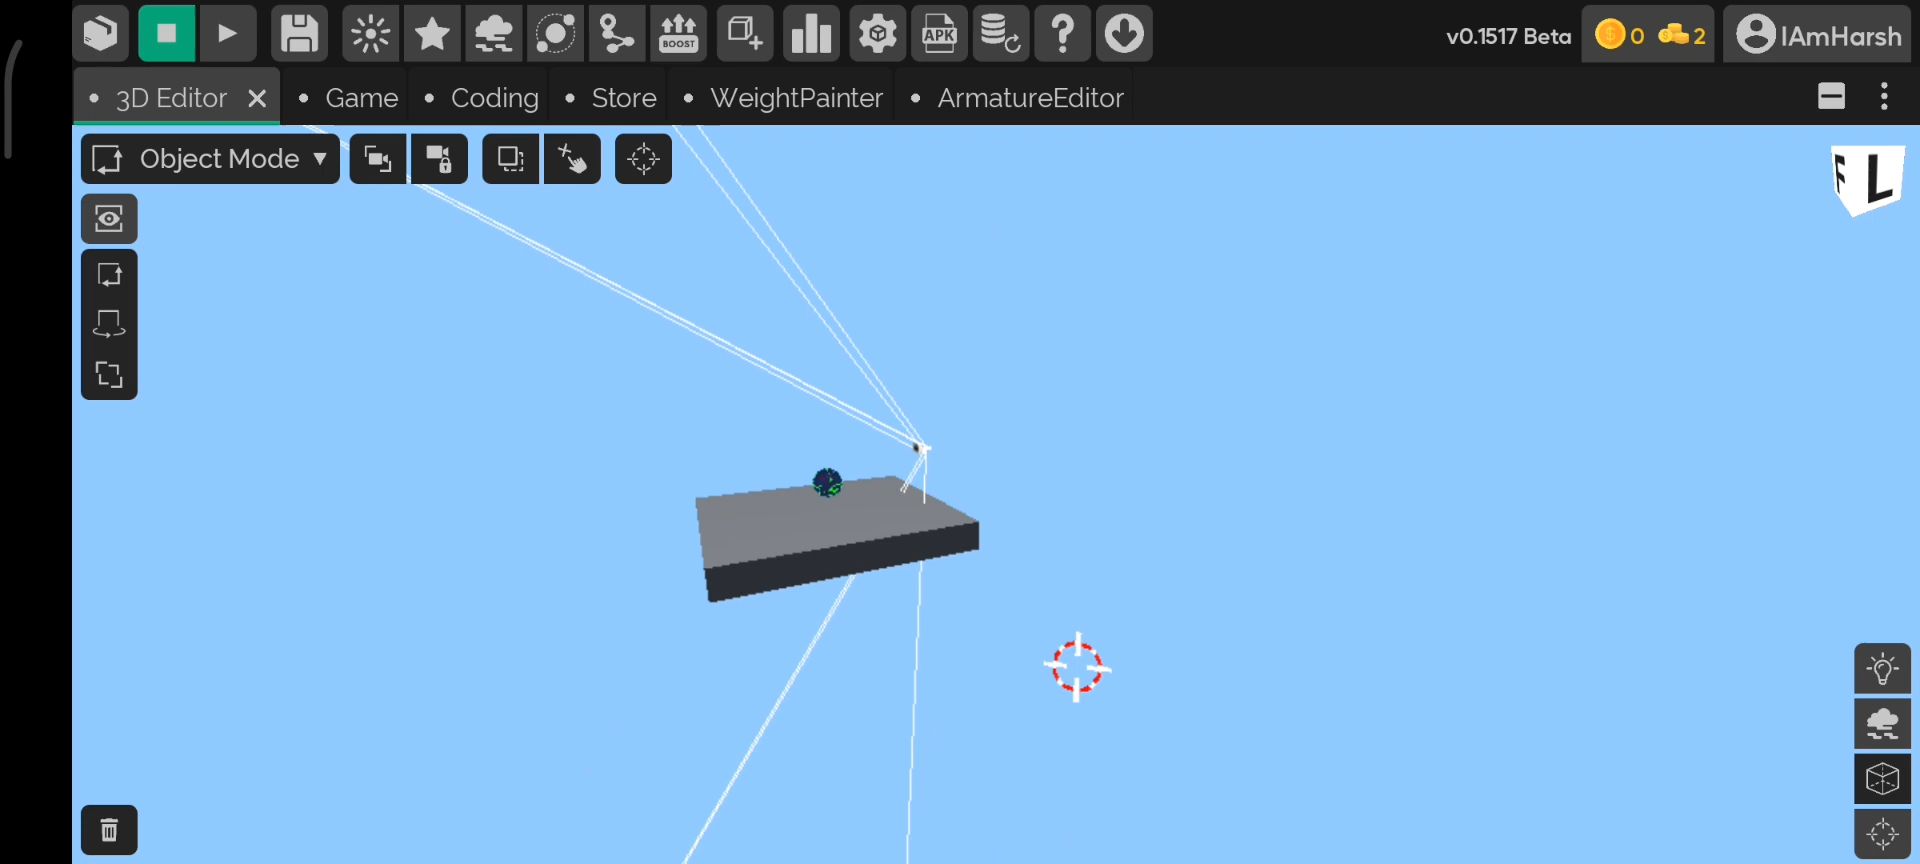 BOOST
APK
?
v0.1517 Beta
0
2
IAmHarsh
3D Editor
Game
Coding
Store
WeightPainter
ArmatureEditor
Object Mode
F
L